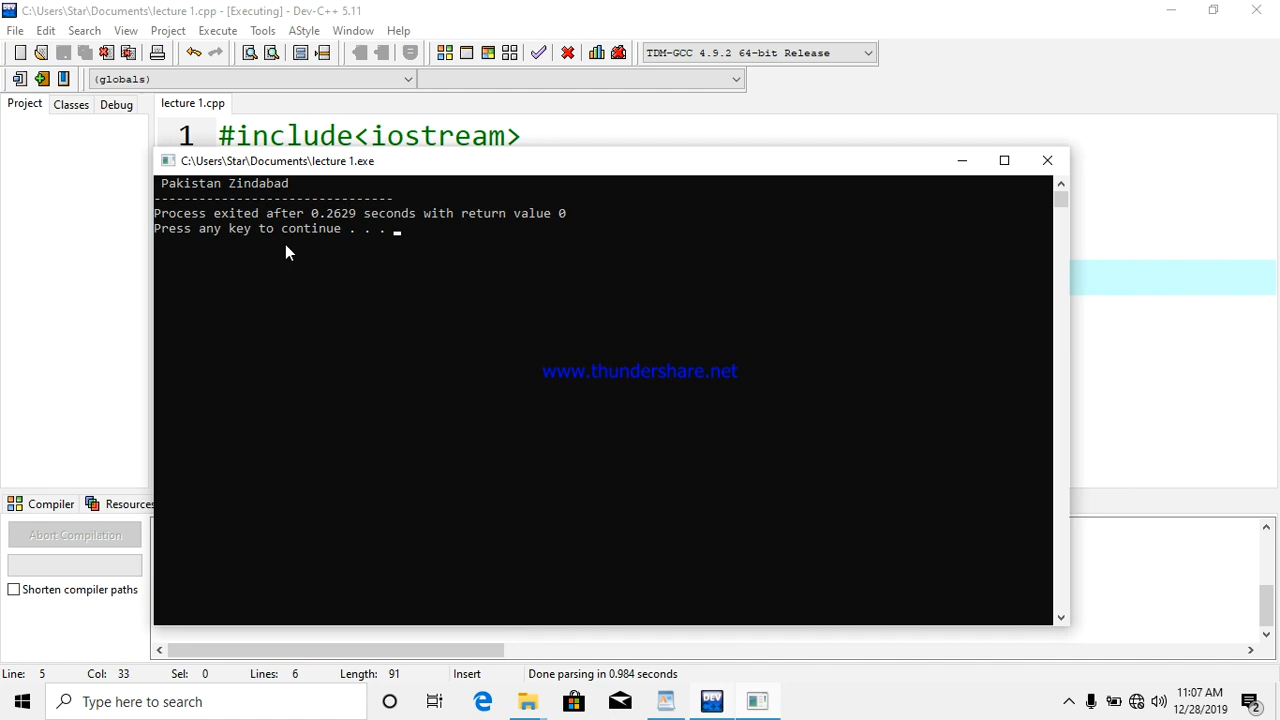 C:\Users\Star\Documents\lecture 1.cpp - [Executing] - Dev-C++ 5.11
File Edit Search View Project Execute Tools AStyle Window Help
TDM-GCC 4.9.2 64-bit Release
(globals)
Project Classes Debug
lecture 1.cpp
1 #include<iostream>
C:\Users\Star\Documents\lecture 1.exe
Pakistan Zindabad
--------------------------------
Process exited after 0.2629 seconds with return value 0
Press any key to continue . . .
www.thundershare.net
Compiler Resources
Abort Compilation
Shorten compiler paths
Line: 5 Col: 33 Sel: 0 Lines: 6 Length: 91 Insert Done parsing in 0.984 seconds
Type here to search
DEV
11:07 AM
12/28/2019
2